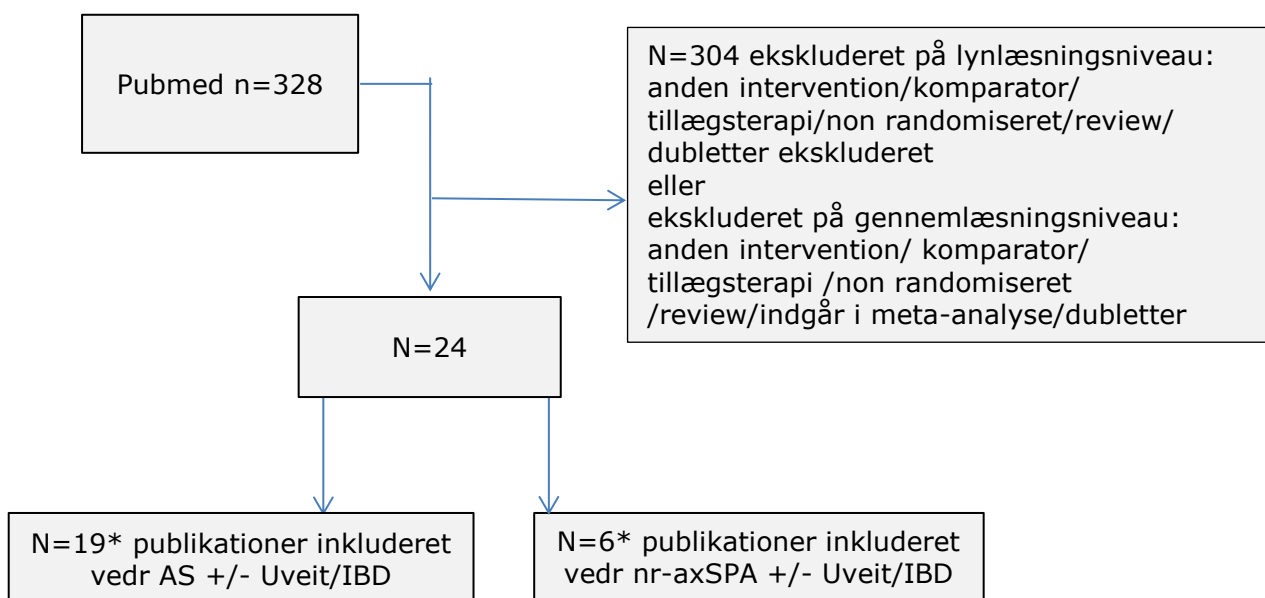 Pubmed n=328
N=304 ekskluderet på lynlæsningsniveau:
anden intervention/komparator/
tillægsterapi/non randomiseret/review/
dubletter ekskluderet
eller
ekskluderet på gennemlæsningsniveau:
anden intervention/ komparator/
tillægsterapi /non randomiseret
/review/indgår i meta-analyse/dubletter
N=24
N=19* publikationer inkluderet
vedr AS +/- Uveit/IBD
N=6* publikationer inkluderet
vedr nr-axSPA +/- Uveit/IBD